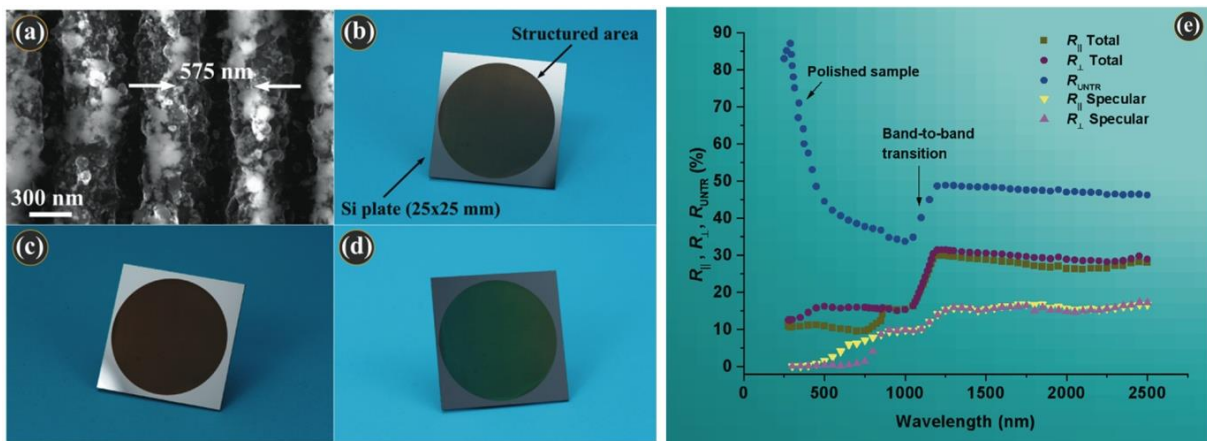 (a)
575 nm
300 nm
(b)
Structured area
Si plate (25x25 mm)
(c)
(d)
(e)
90
80
70
60
50
40
30
20
10
0
R|| , R⊥ , RUNTR (%)
Polished sample
Band-to-band
transition
R|| Total
R⊥ Total
RUNTR
R|| Specular
R⊥ Specular
0 500 1000 1500 2000 2500
Wavelength (nm)